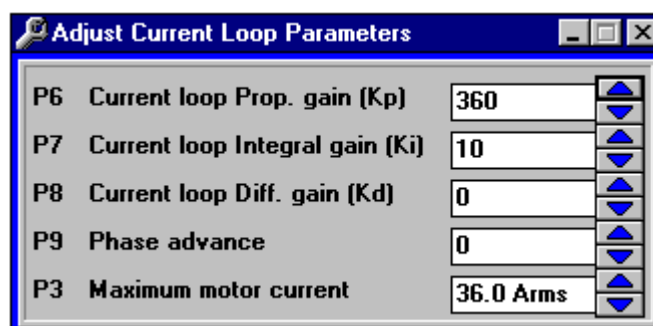 Adjust Current Loop Parameters
P6 Current loop Prop. gain (Kp) 360
P7 Current loop Integral gain (Ki) 10
P8 Current loop Diff. gain (Kd) 0
P9 Phase advance 0
P3 Maximum motor current 36.0 Arms